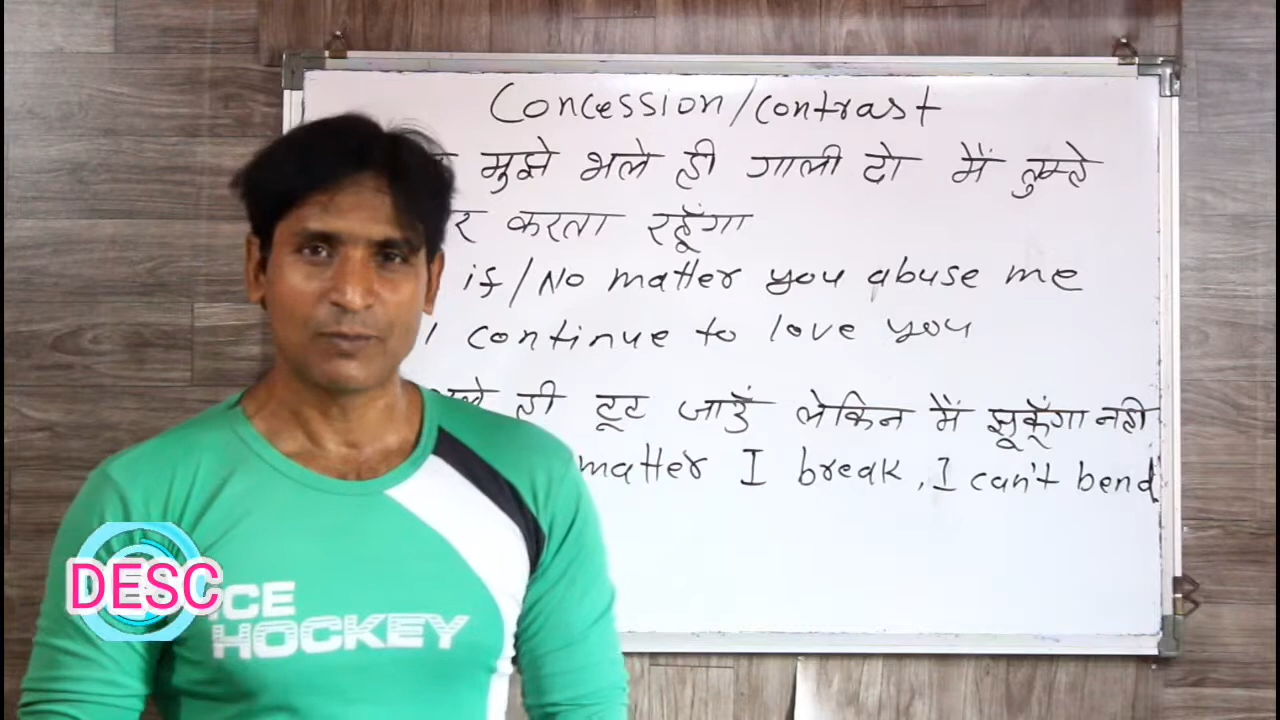 Concession/contrast
मुझे भले ही गाली दो मैं तुम्हे
करता रहूँगा
if/No matter you abuse me
continue to love you
ही टूट जाउँ लेकिन मैं झूकूँगा नही
matter I break, I can't bend
DESC
ICE
HOCKEY